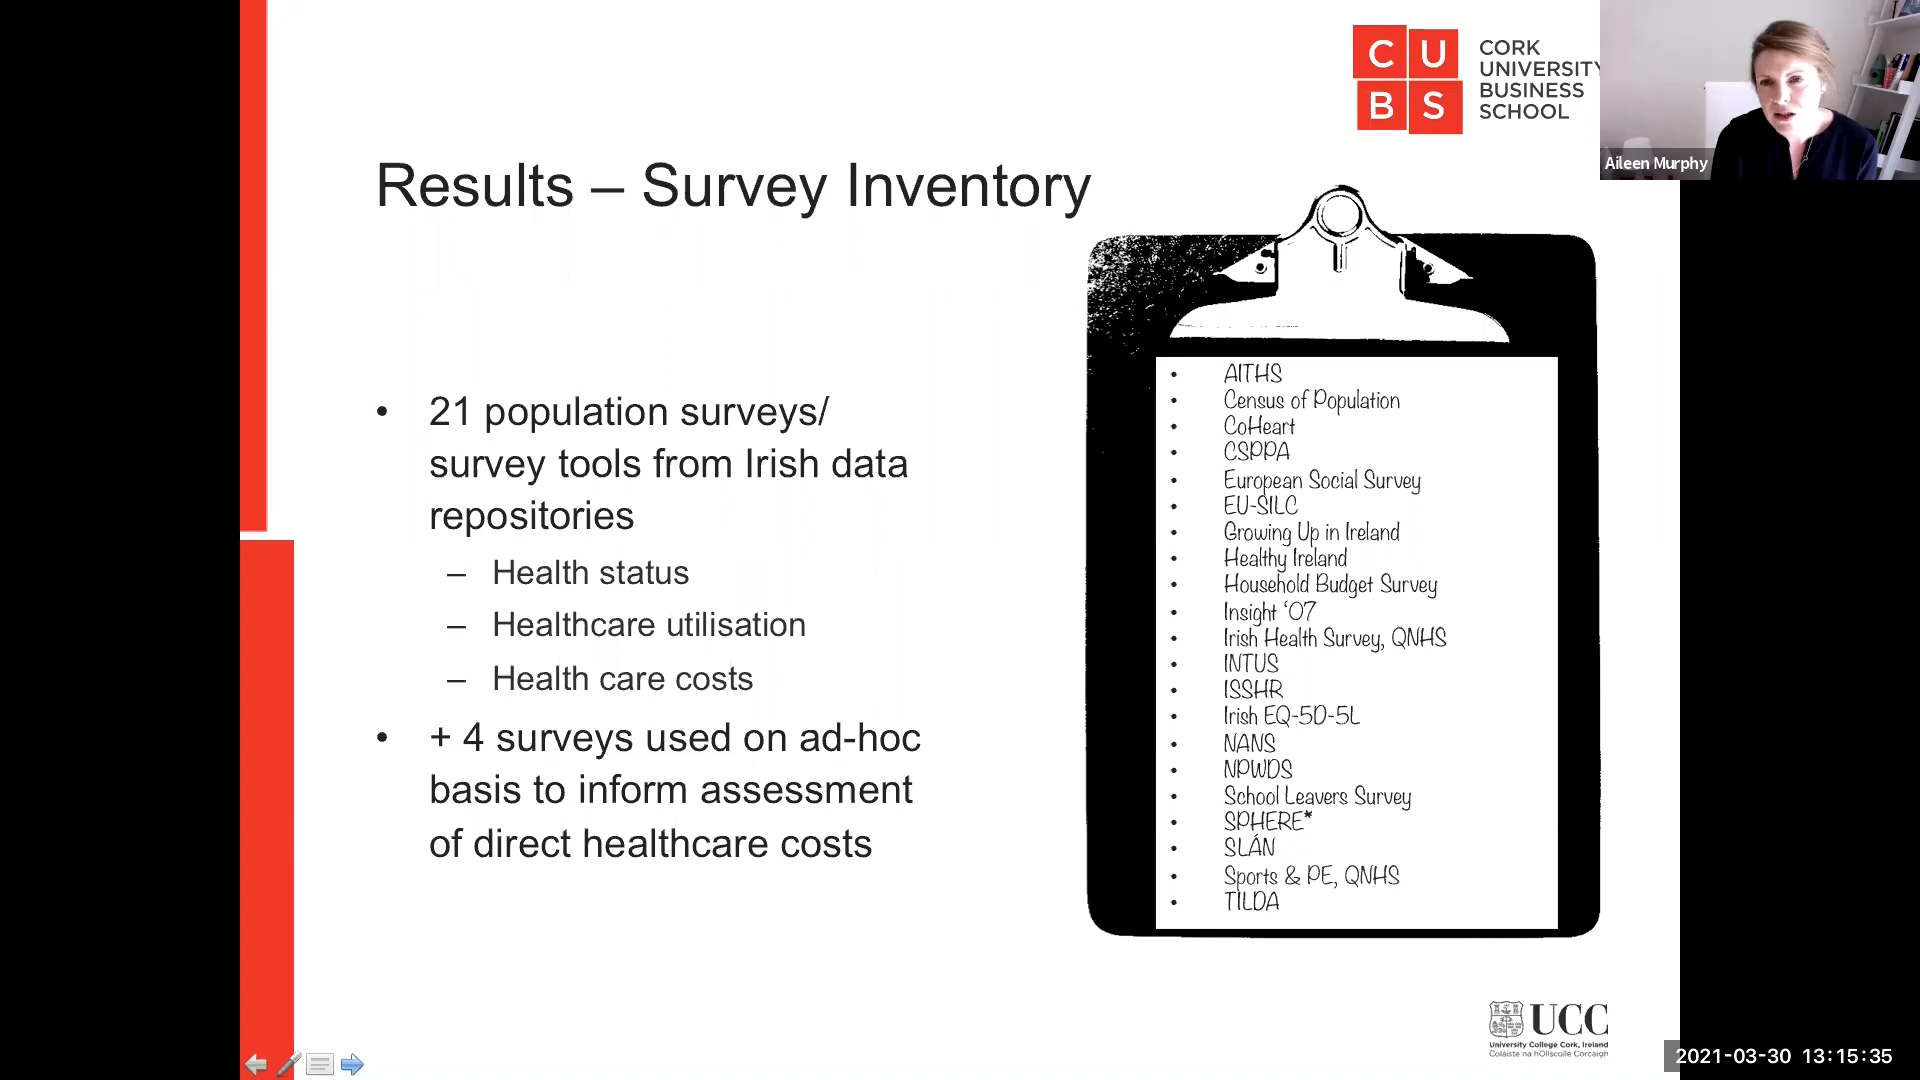 C U
B S
CORK
UNIVERSITY
BUSINESS
SCHOOL
Aileen Murphy
Results – Survey Inventory
• 21 population surveys/
survey tools from Irish data
repositories
– Health status
– Healthcare utilisation
– Health care costs
• + 4 surveys used on ad-hoc
basis to inform assessment
of direct healthcare costs
• AITHS
• Census of Population
• CoHeart
• CSPPA
• European Social Survey
• EU-SILC
• Growing Up in Ireland
• Healthy Ireland
• Household Budget Survey
• Insight ‘07
• Irish Health Survey, QNHS
• INTUS
• ISSHR
• Irish EQ-5D-5L
• NANS
• NPWDS
• School Leavers Survey
• SPHERE*
• SLÁN
• Sports & PE, QNHS
• TILDA
UCC
University College Cork, Ireland
Coláiste na hOllscoile Corcaigh
2021-03-30 13:15:35